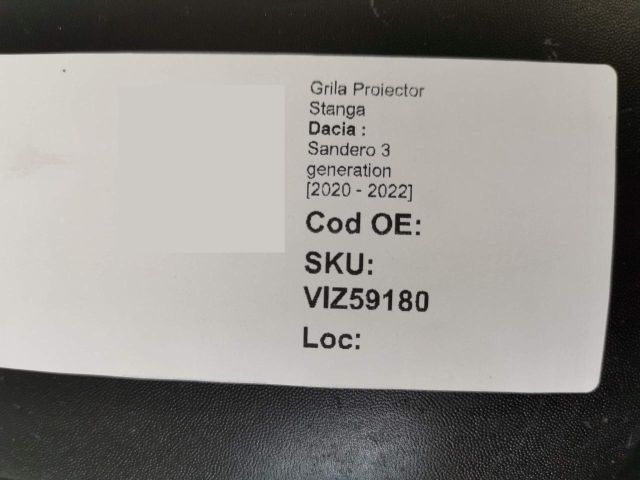 Grila Proiector
Stanga
Dacia :
Sandero 3
generation
[2020 - 2022]
Cod OE:
SKU:
VIZ59180
Loc: